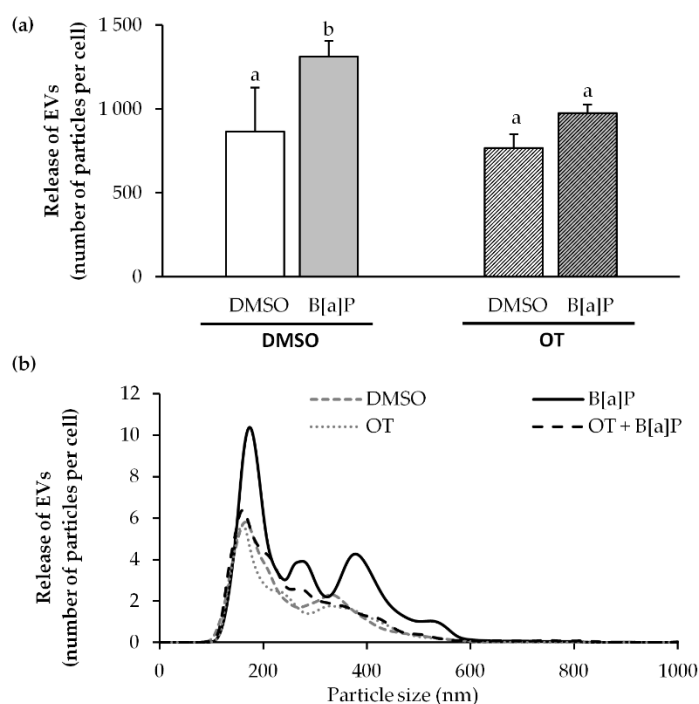 (a)
Release of EVs
(number of particles per cell)
1 500
1 000
500
0
a
b
a
a
DMSO B[a]P DMSO B[a]P
DMSO OT
(b)
Release of EVs
(number of particles per cell)
12
10
8
6
4
2
0
DMSO B[a]P
OT OT + B[a]P
0 200 400 600 800 1000
Particle size (nm)